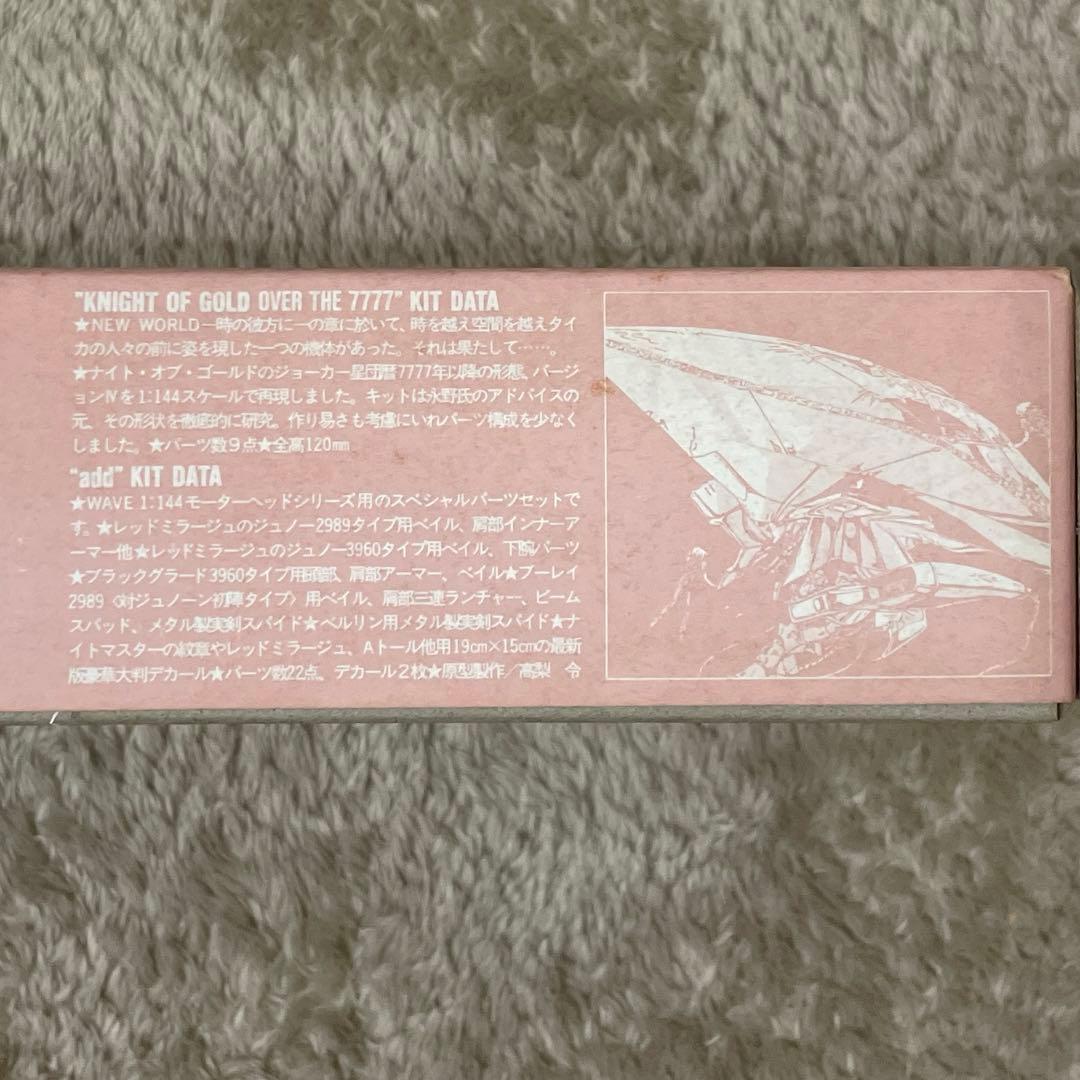 "KNIGHT OF GOLD OVER THE 7777" KIT DATA
★NEW WORLD―時の彼方に―の章に於いて、時を越え空間を越えタイ
カの人々の前に姿を現した一つの機体があった。それは果たして……。
★ナイト・オブ・ゴールドのジョーカー星団暦7777年以降の形態、バージ
ョンⅣを1:144スケールで再現しました。キットは永野氏のアドバイスの
元、その形状を徹底的に研究。作り易さも考慮にいれパーツ構成を少なく
しました。★パーツ数9点★全高120mm
"add" KIT DATA
★WAVE 1:144モーターヘッドシリーズ用のスペシャルパーツセットで
す。★レッドミラージュのジュノー2989タイプ用ベイル、肩部インナーア
ーマー他★レッドミラージュのジュノー3960タイプ用ベイル、下腕パーツ
★ブラックグラード3960タイプ用頭部、肩部アーマー、ベイル★ブーレイ
2989〈対ジュノーン初陣タイプ〉用ベイル、肩部三連ランチャー、ビーム
スパッド、メタル製実剣スパイド★ベルリン用メタル製実剣スパイド★ナ
イトマスターの紋章やレッドミラージュ、Aトール他用19cm×15cmの最新
版豪華大判デカール★パーツ数22点、デカール2枚★原型製作/高梨 令